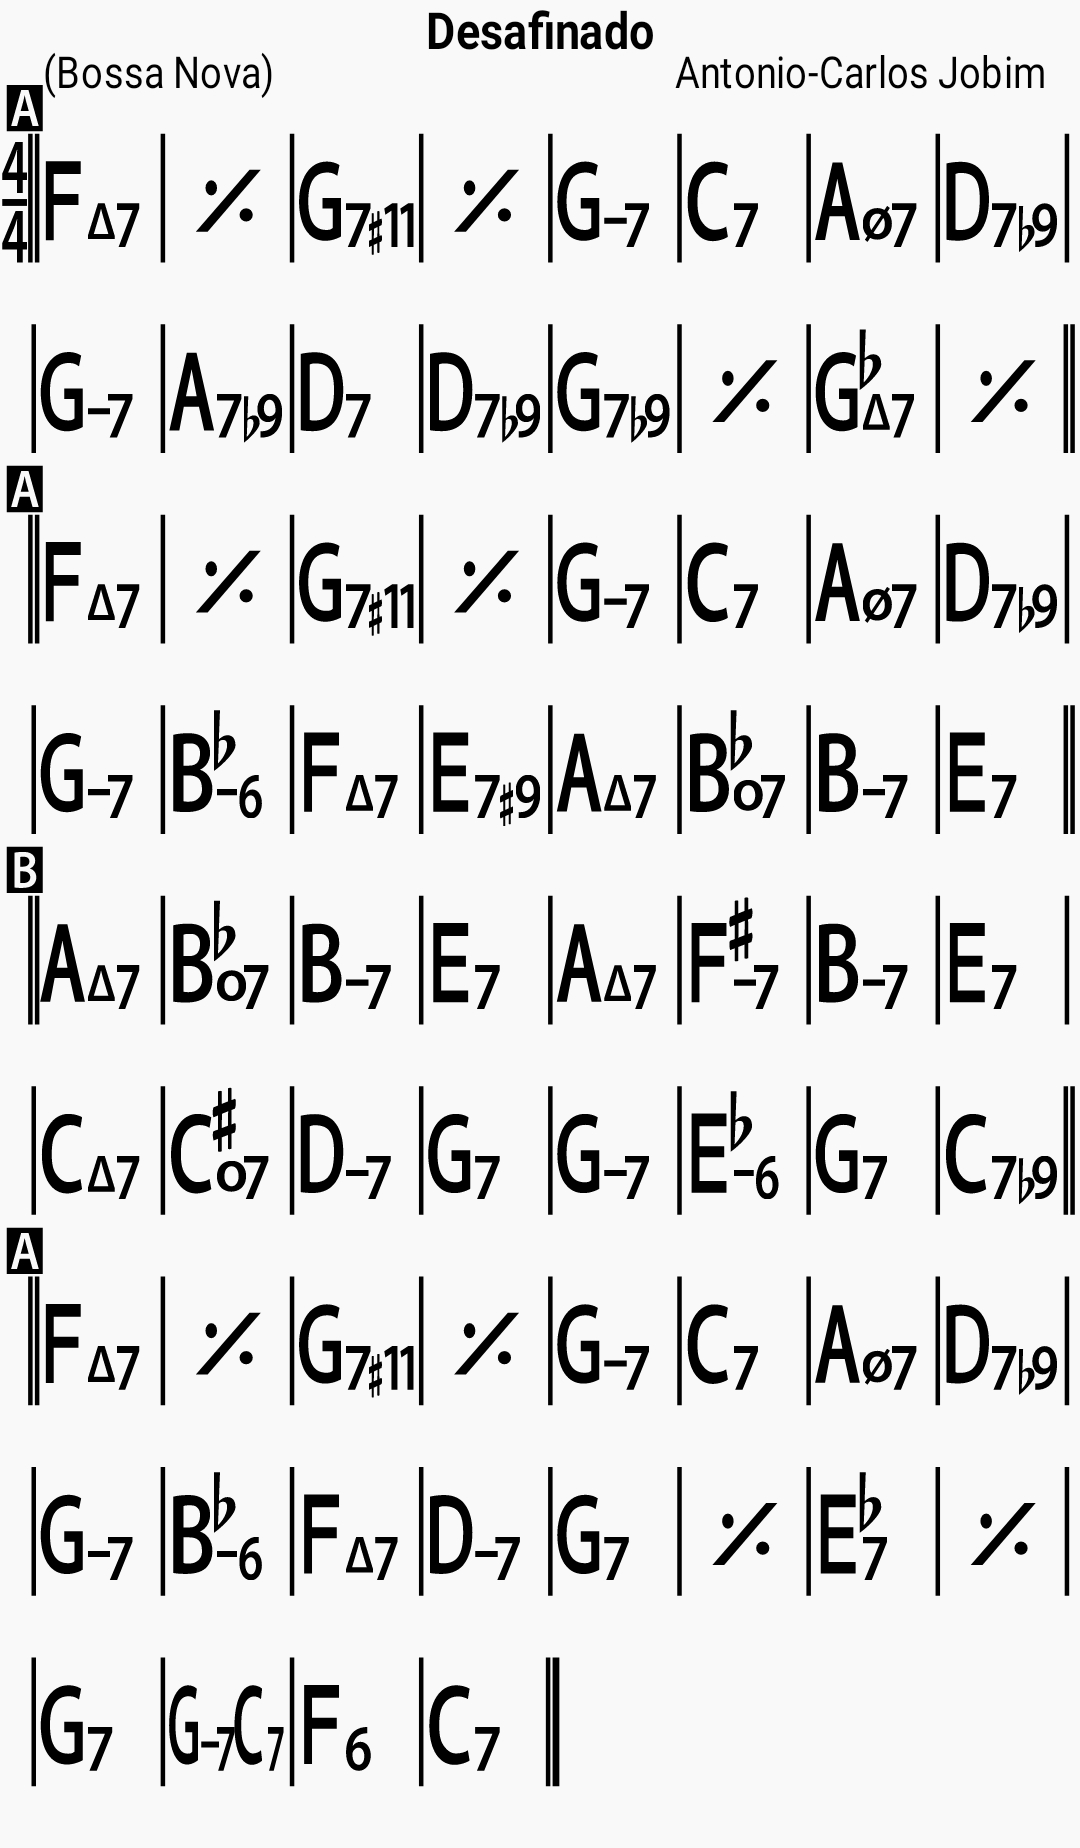 Desafinado
(Bossa Nova) Antonio-Carlos Jobim
A
4/4 FΔ7 | 𝄎 | G7♯11 | 𝄎 | G–7 | C7 | Aø7 | D7♭9
G–7 | A7♭9 | D7 | D7♭9 | G7♭9 | 𝄎 | G♭Δ7 | 𝄎
A
FΔ7 | 𝄎 | G7♯11 | 𝄎 | G–7 | C7 | Aø7 | D7♭9
G–7 | B♭–6 | FΔ7 | E7♯9 | AΔ7 | B♭o7 | B–7 | E7
B
AΔ7 | B♭o7 | B–7 | E7 | AΔ7 | F♯–7 | B–7 | E7
CΔ7 | C♯o7 | D–7 | G7 | G–7 | E♭–6 | G7 | C7♭9
A
FΔ7 | 𝄎 | G7♯11 | 𝄎 | G–7 | C7 | Aø7 | D7♭9
G–7 | B♭–6 | FΔ7 | D–7 | G7 | 𝄎 | E♭7 | 𝄎
G7 | G–7 C7 | F6 | C7